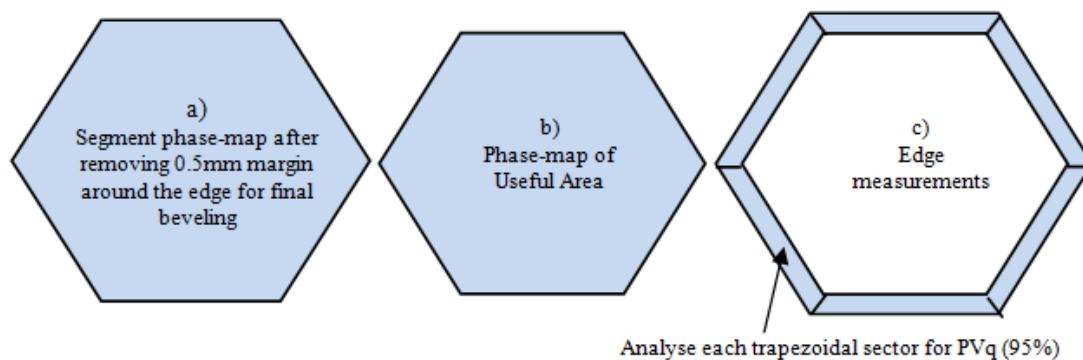 a)
Segment phase-map after
removing 0.5mm margin
around the edge for final
beveling
b)
Phase-map of
Useful Area
c)
Edge
measurements
Analyse each trapezoidal sector for PVq (95%)